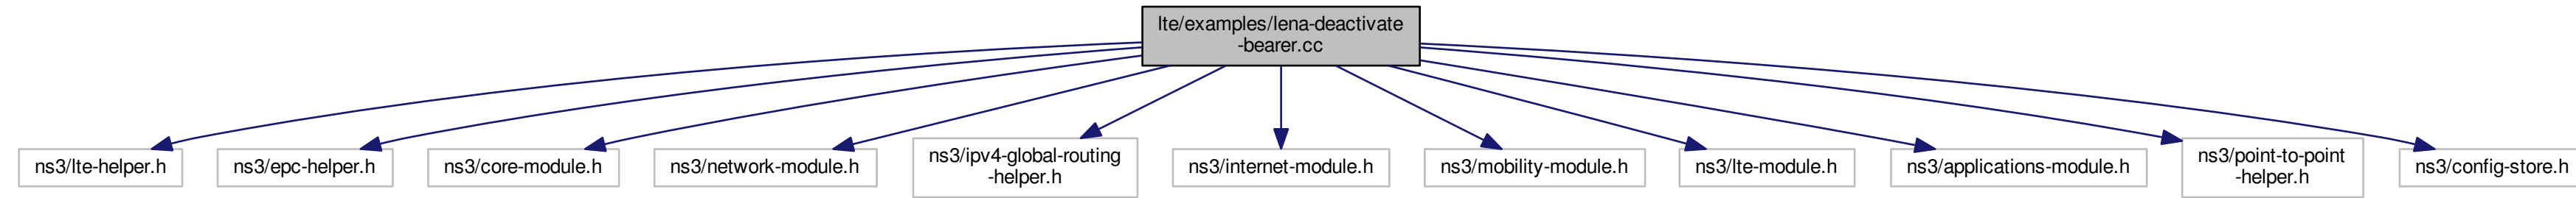 lte/examples/lena-deactivate
-bearer.cc
ns3/lte-helper.h
ns3/epc-helper.h
ns3/core-module.h
ns3/network-module.h
ns3/ipv4-global-routing
-helper.h
ns3/internet-module.h
ns3/mobility-module.h
ns3/lte-module.h
ns3/applications-module.h
ns3/point-to-point
-helper.h
ns3/config-store.h